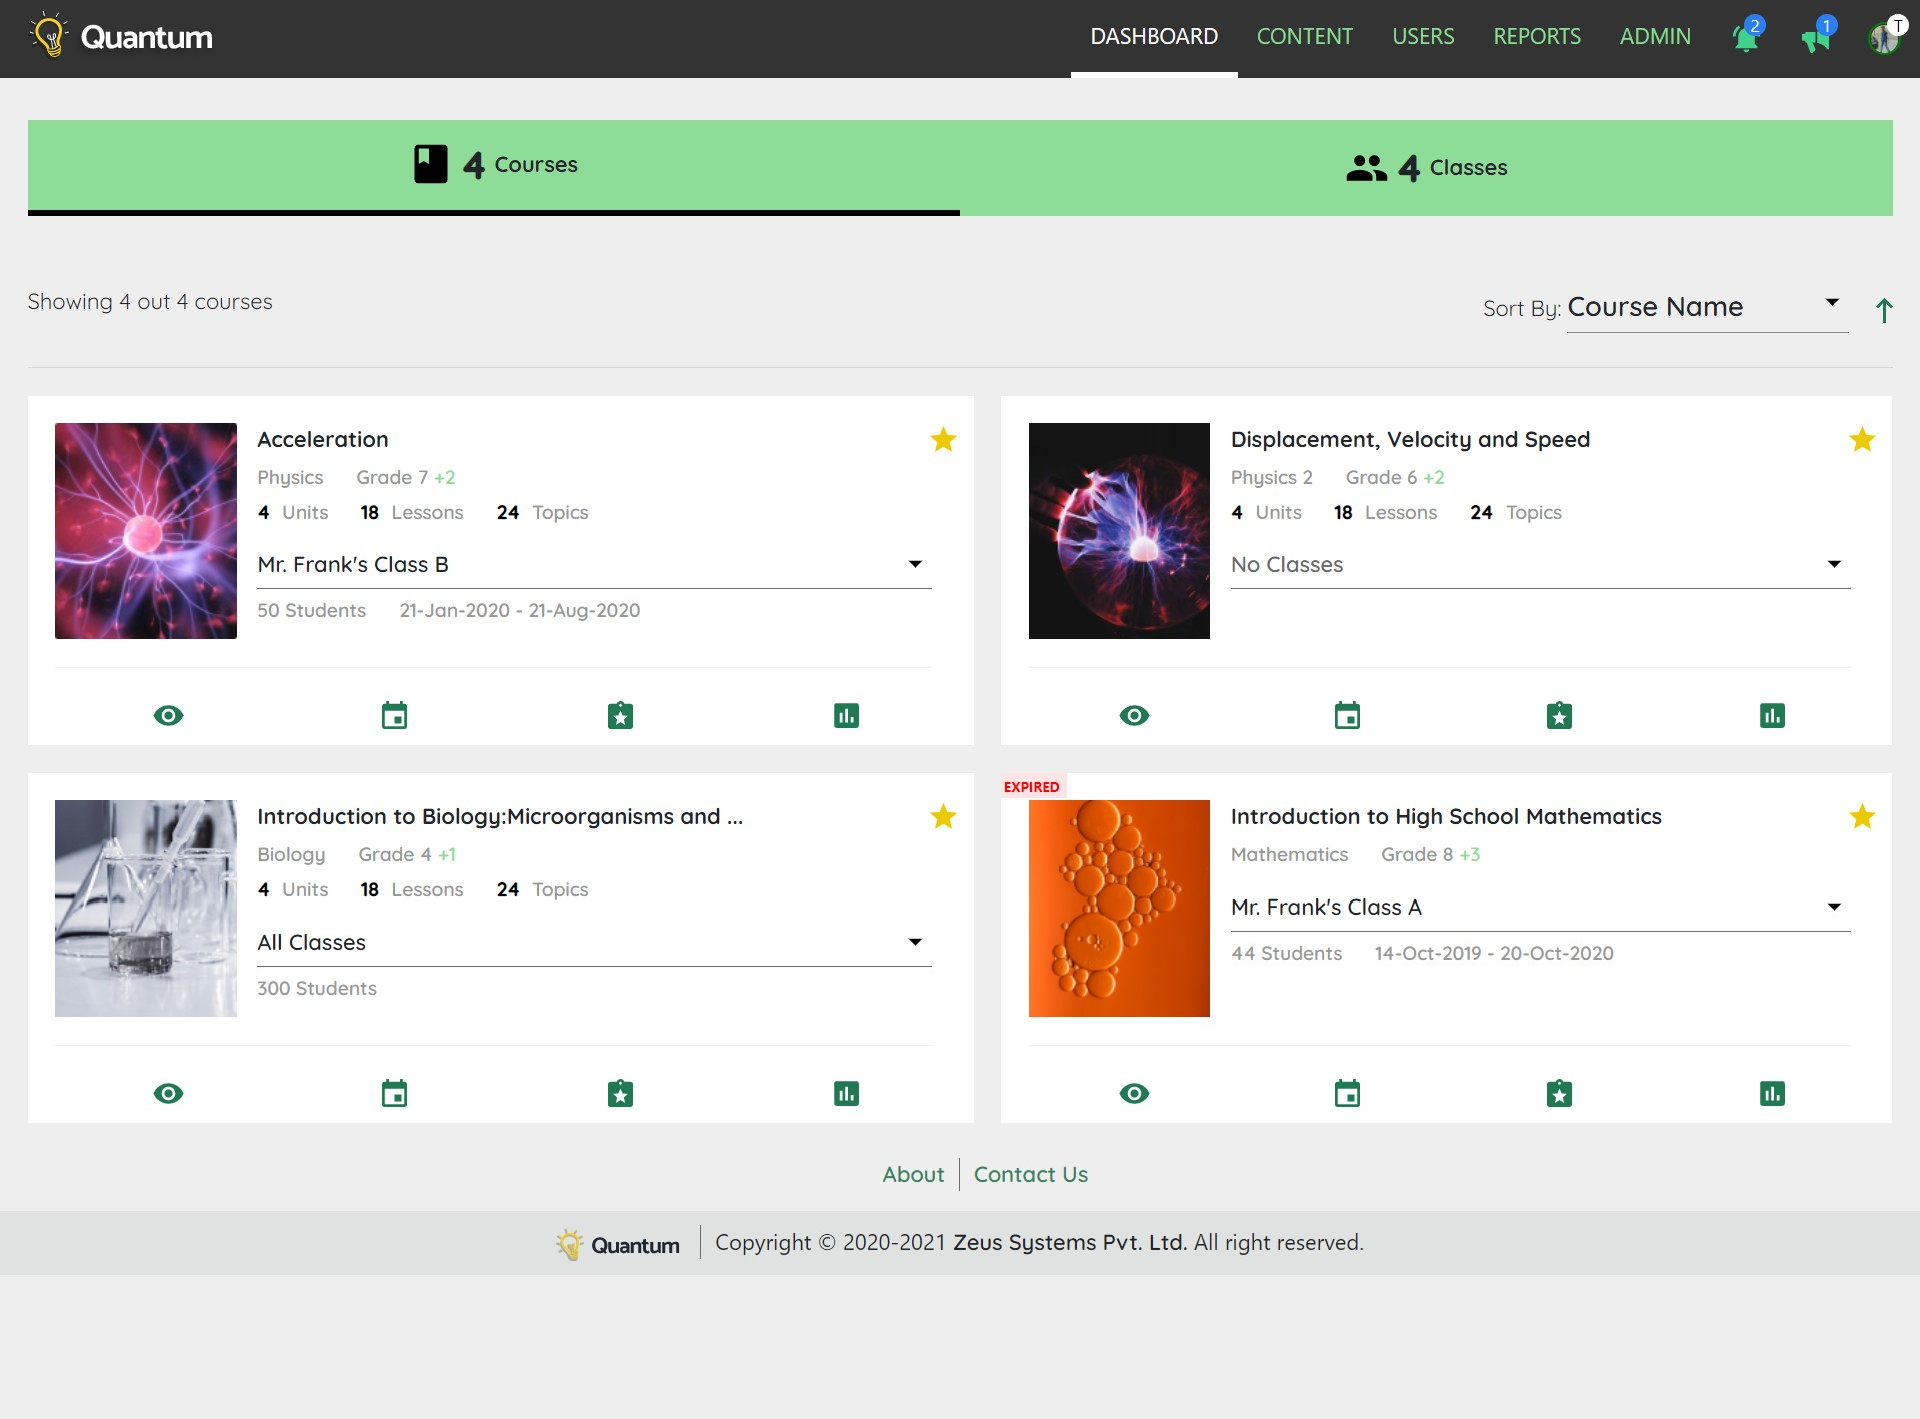 Quantum
DASHBOARD CONTENT USERS REPORTS ADMIN 2 1 T
4 Courses
4 Classes
Showing 4 out 4 courses
Sort By: Course Name
Acceleration
Physics Grade 7 +2
4 Units 18 Lessons 24 Topics
Mr. Frank's Class B
50 Students 21-Jan-2020 - 21-Aug-2020
Displacement, Velocity and Speed
Physics 2 Grade 6 +2
4 Units 18 Lessons 24 Topics
No Classes
Introduction to Biology:Microorganisms and ...
Biology Grade 4 +1
4 Units 18 Lessons 24 Topics
All Classes
300 Students
EXPIRED
Introduction to High School Mathematics
Mathematics Grade 8 +3
Mr. Frank's Class A
44 Students 14-Oct-2019 - 20-Oct-2020
About Contact Us
Quantum Copyright © 2020-2021 Zeus Systems Pvt. Ltd. All right reserved.